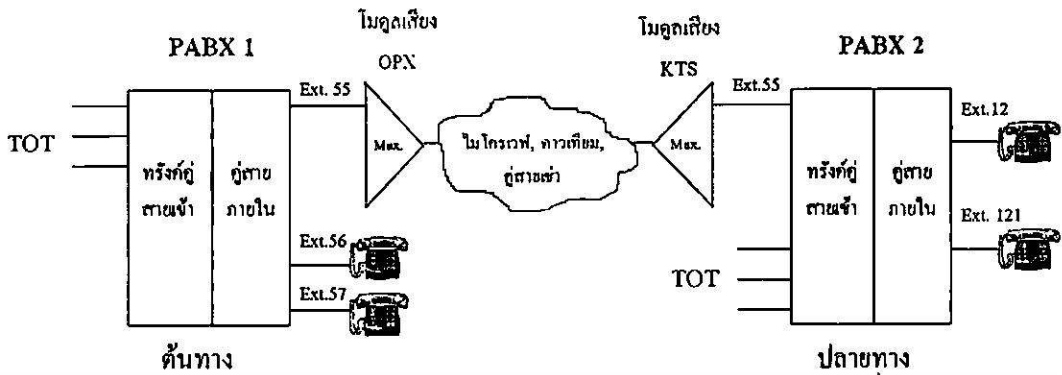 โมดูลเสียง
โมดูลเสียง
PABX 1
OPX
KTS
PABX 2
Ext. 55
Ext.55
Ext.12
TOT
ทรังค์คู่
สายเข้า
คู่สาย
ภายใน
Max.
ไมโครเวฟ, ดาวเทียม,
คู่สายเช่า
Max.
ทรังค์คู่
สายเข้า
คู่สาย
ภายใน
Ext. 121
Ext.56
TOT
Ext.57
ต้นทาง
ปลายทาง